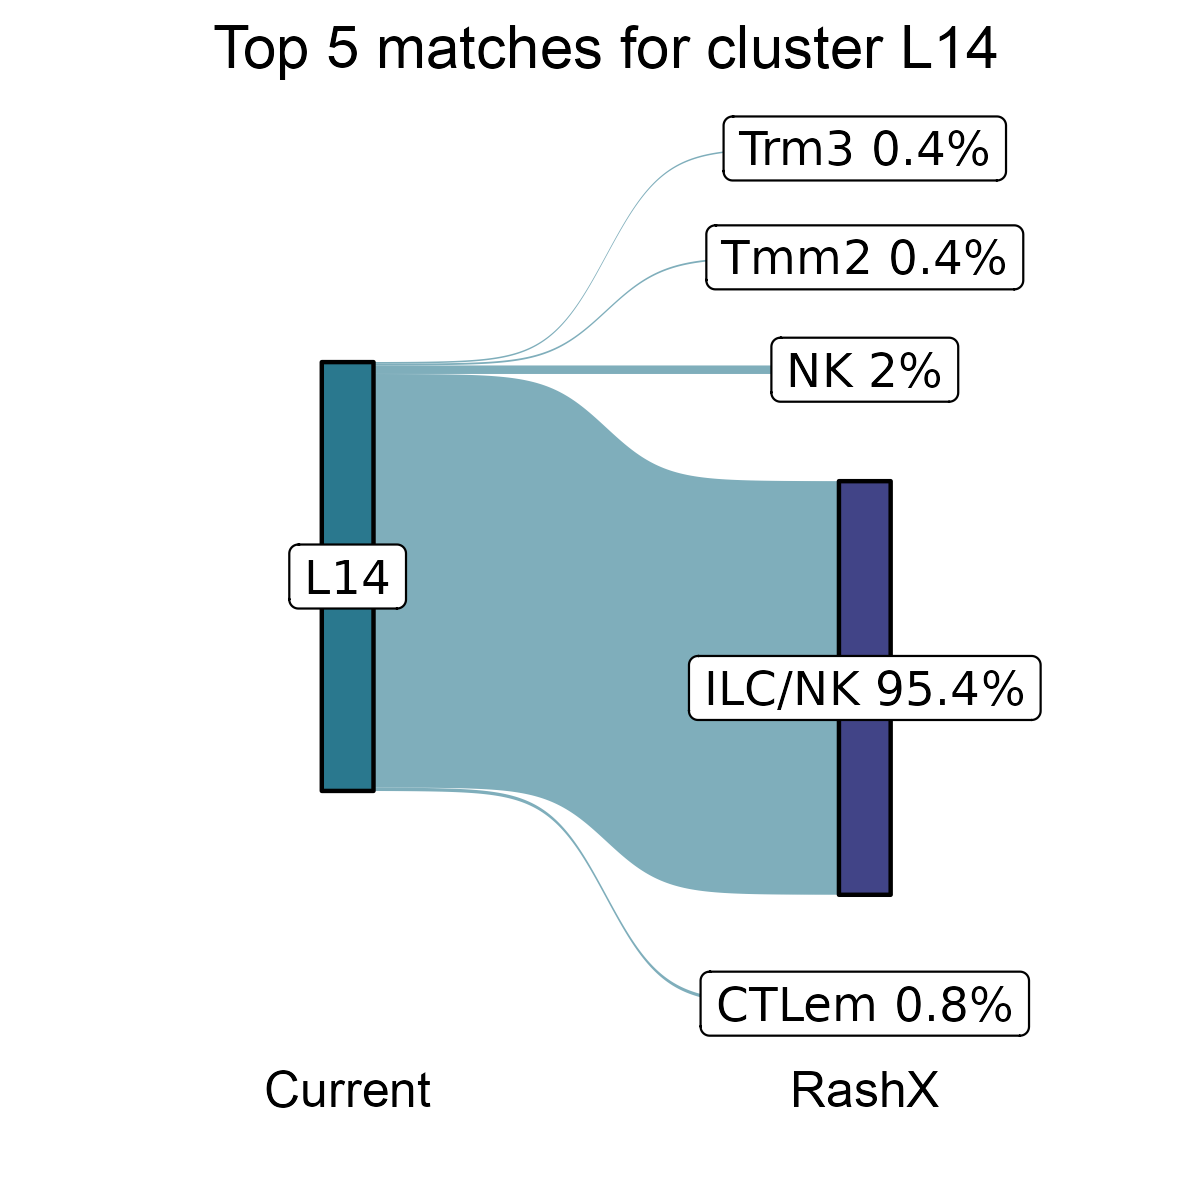 Top 5 matches for cluster L14
Trm3 0.4%
Tmm2 0.4%
NK 2%
L14
ILC/NK 95.4%
CTLem 0.8%
Current
RashX